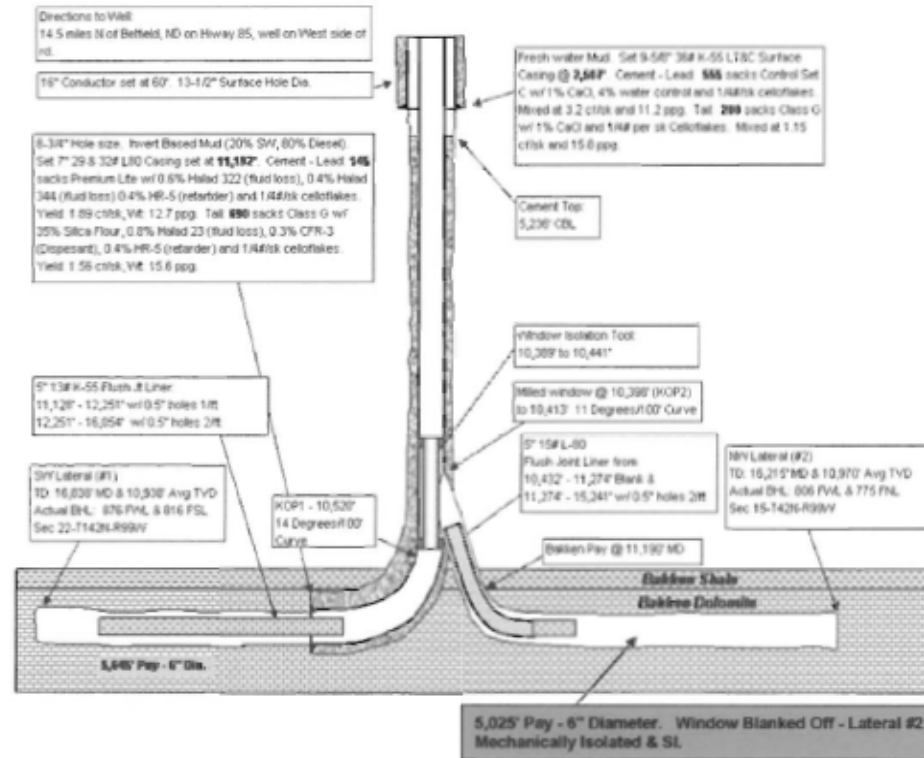 Directions to Well:
14.5 miles N of Belfield, ND on Hiway 85, well on West side of
rd.
16" Conductor set at 60'. 13-1/2" Surface Hole Dia.
Fresh water Mud. Set 9-5/8" 36# K-55 LT&C Surface
Casing @ 2,587'. Cement - Lead: 555 sacks Control Set
C w/ 1% CaCl, 4% water control and 1/4#/sk celloflakes.
Mixed at 3.2 cf/sk and 11.2 ppg. Tail: 200 sacks Class G
w/ 1% CaCl and 1/4# per sk Celloflakes. Mixed at 1.15
cf/sk and 15.8 ppg.
8-3/4" Hole size. Invert Based Mud (20% SW, 80% Diesel).
Set 7" 29 & 32# L80 Casing set at 11,192'. Cement - Lead: 545
sacks Premium Lite w/ 0.6% Halad 322 (fluid loss), 0.4% Halad
344 (fluid loss) 0.4% HR-5 (retartder) and 1/4#/sk celloflakes.
Yield: 1.89 cf/sk, Wt: 12.7 ppg. Tail: 690 sacks Class G w/
35% Silica Flour, 0.8% Halad 23 (fluid loss), 0.3% CFR-3
(Dispesant), 0.4% HR-5 (retarder) and 1/4#/sk celloflakes.
Yield: 1.56 cf/sk, Wt: 15.6 ppg.
Cement Top:
5,236' CBL
Window Isolation Tool:
10,389' to 10,441'
5" 13# K-55 Flush Jt Liner:
11,128' - 12,251' w/ 0.5" holes 1/ft
12,251' - 16,054' w/ 0.5" holes 2/ft
Milled window @ 10,398' (KOP2)
to 10,413' 11 Degrees/100' Curve
5" 15# L-80
Flush Joint Liner from
10,432' - 11,274' Blank &
11,374' - 15,241' w/ 0.5" holes 2/ft
SW Lateral (#1)
TD: 16,838' MD & 10,938' Avg TVD
Actual BHL: 876 FWL & 816 FSL
Sec 22-T142N-R99W
KOP1 - 10,528'
14 Degrees/100'
Curve
NW Lateral (#2)
TD: 16,215' MD & 10,970' Avg TVD
Actual BHL: 806 FWL & 775 FNL
Sec 15-T42N-R99W
Bakken Pay @ 11,190' MD
Bakken Shale
Bakken Dolomite
5,645' Pay - 6" Dia.
5,025' Pay - 6" Diameter. Window Blanked Off - Lateral #2
Mechanically Isolated & SI.